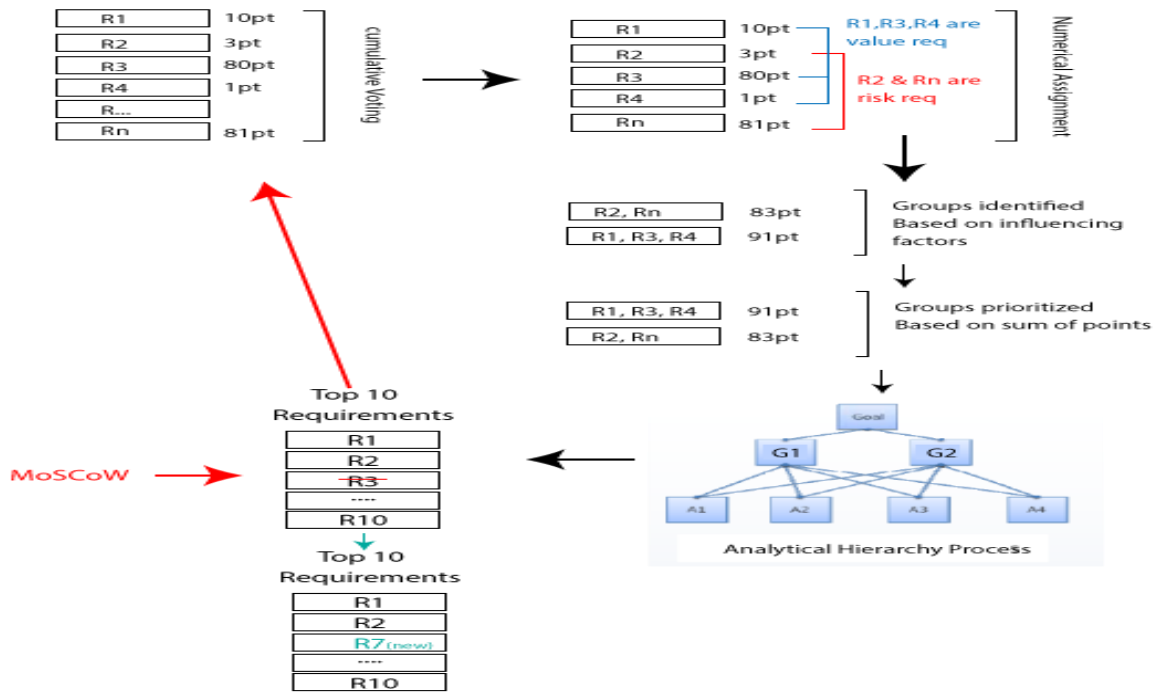 R1 10pt
R2 3pt
R3 80pt
R4 1pt
R...
Rn 81pt
cumulative Voting
R1 10pt
R2 3pt
R3 80pt
R4 1pt
Rn 81pt
R1,R3,R4 are
value req
R2 & Rn are
risk req
Numerical Assignment
R2, Rn 83pt
R1, R3, R4 91pt
Groups identified
Based on influencing
factors
R1, R3, R4 91pt
R2, Rn 83pt
Groups prioritized
Based on sum of points
Goal
G1 G2
A1 A2 A3 A4
Analytical Hierarchy Process
MoSCoW
Top 10
Requirements
R1
R2
R3
----
R10
Top 10
Requirements
R1
R2
R7(new)
----
R10